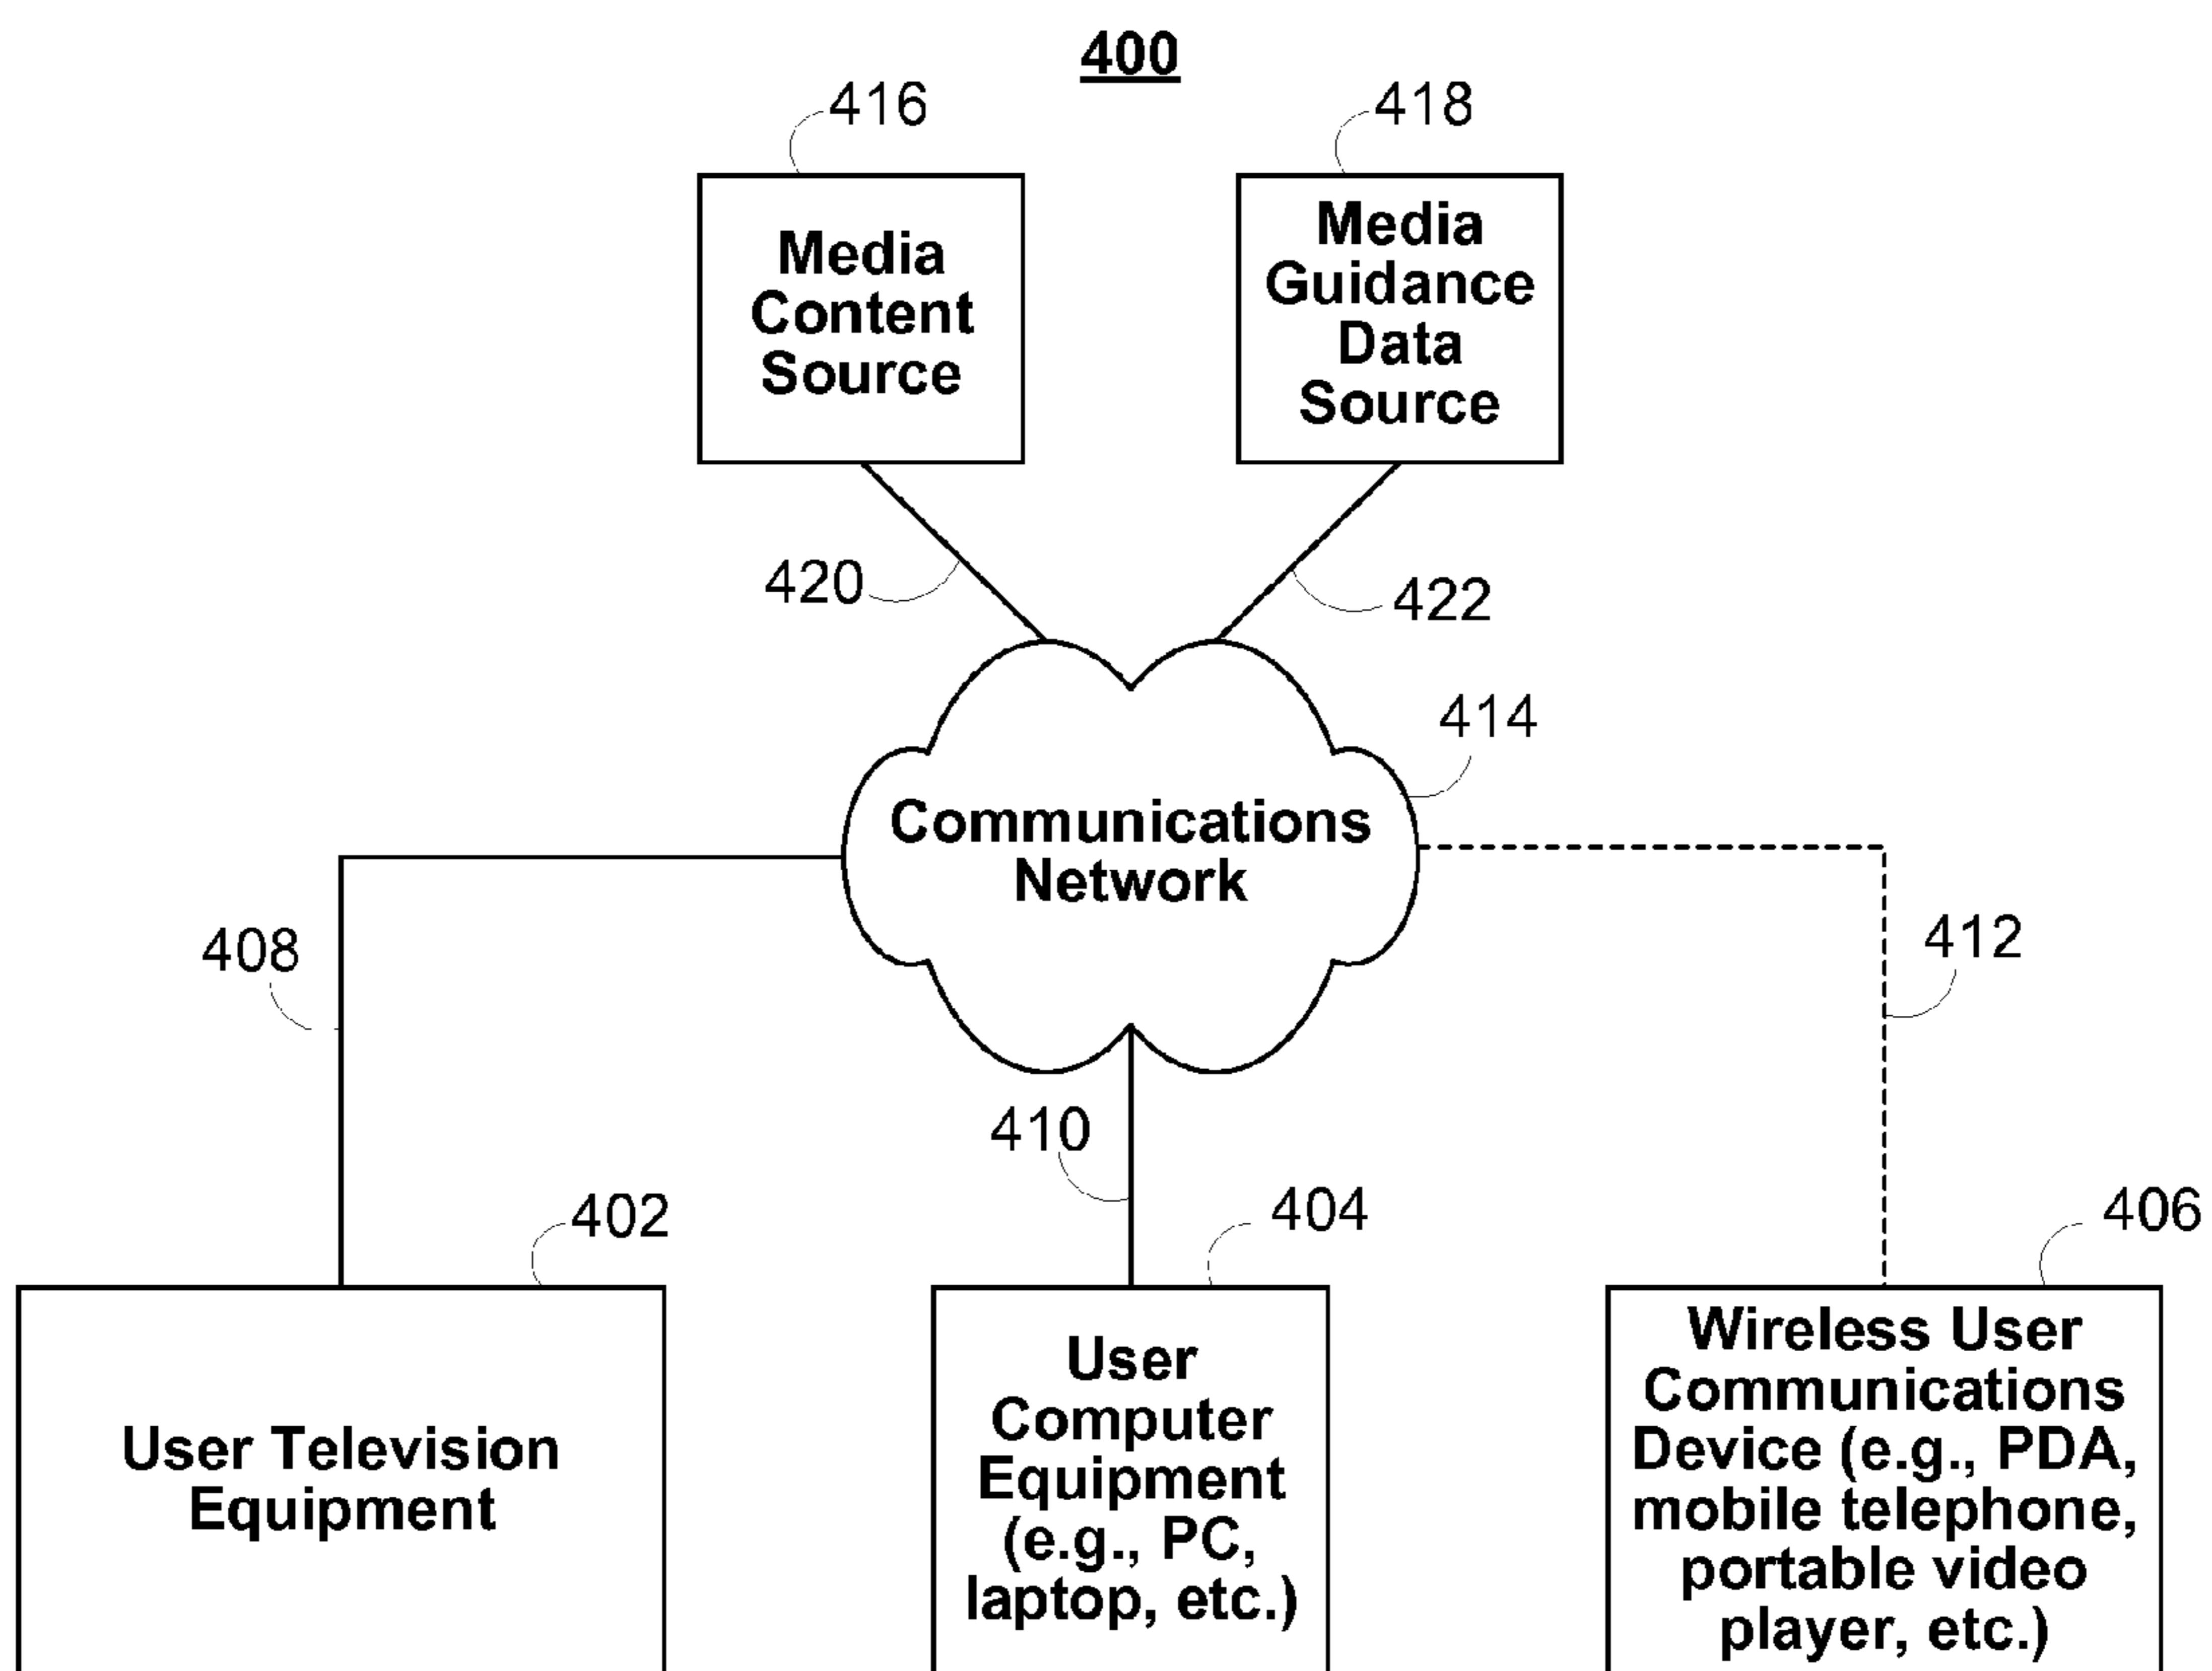 400
416
418
Media
Content
Source
Media
Guidance
Data
Source
420
422
414
Communications
Network
408
412
410
402
404
406
User Television
Equipment
User
Computer
Equipment
(e.g., PC,
laptop, etc.)
Wireless User
Communications
Device (e.g., PDA,
mobile telephone,
portable video
player, etc.)